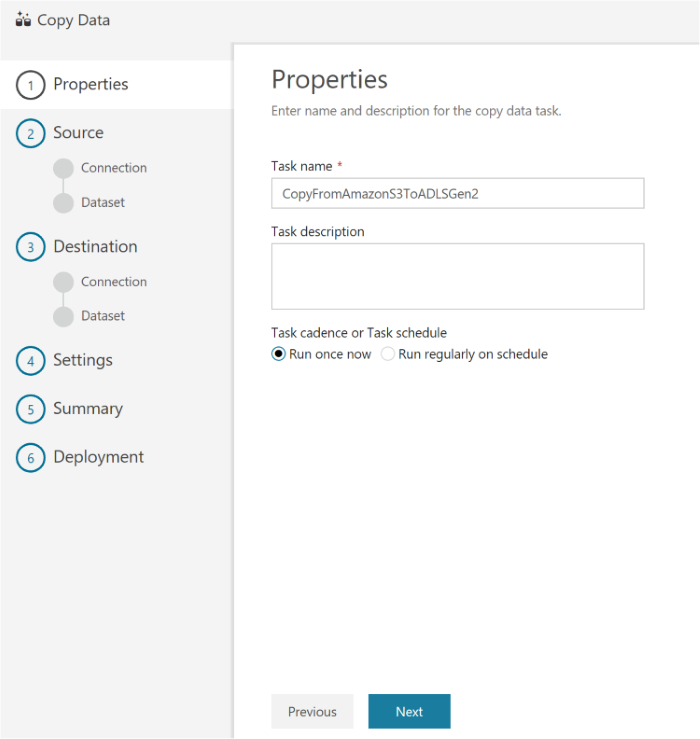 Copy Data
1 Properties
2 Source
Connection
Dataset
3 Destination
Connection
Dataset
4 Settings
5 Summary
6 Deployment
Properties
Enter name and description for the copy data task.
Task name *
CopyFromAmazonS3ToADLSGen2
Task description
Task cadence or Task schedule
Run once now Run regularly on schedule
Previous Next